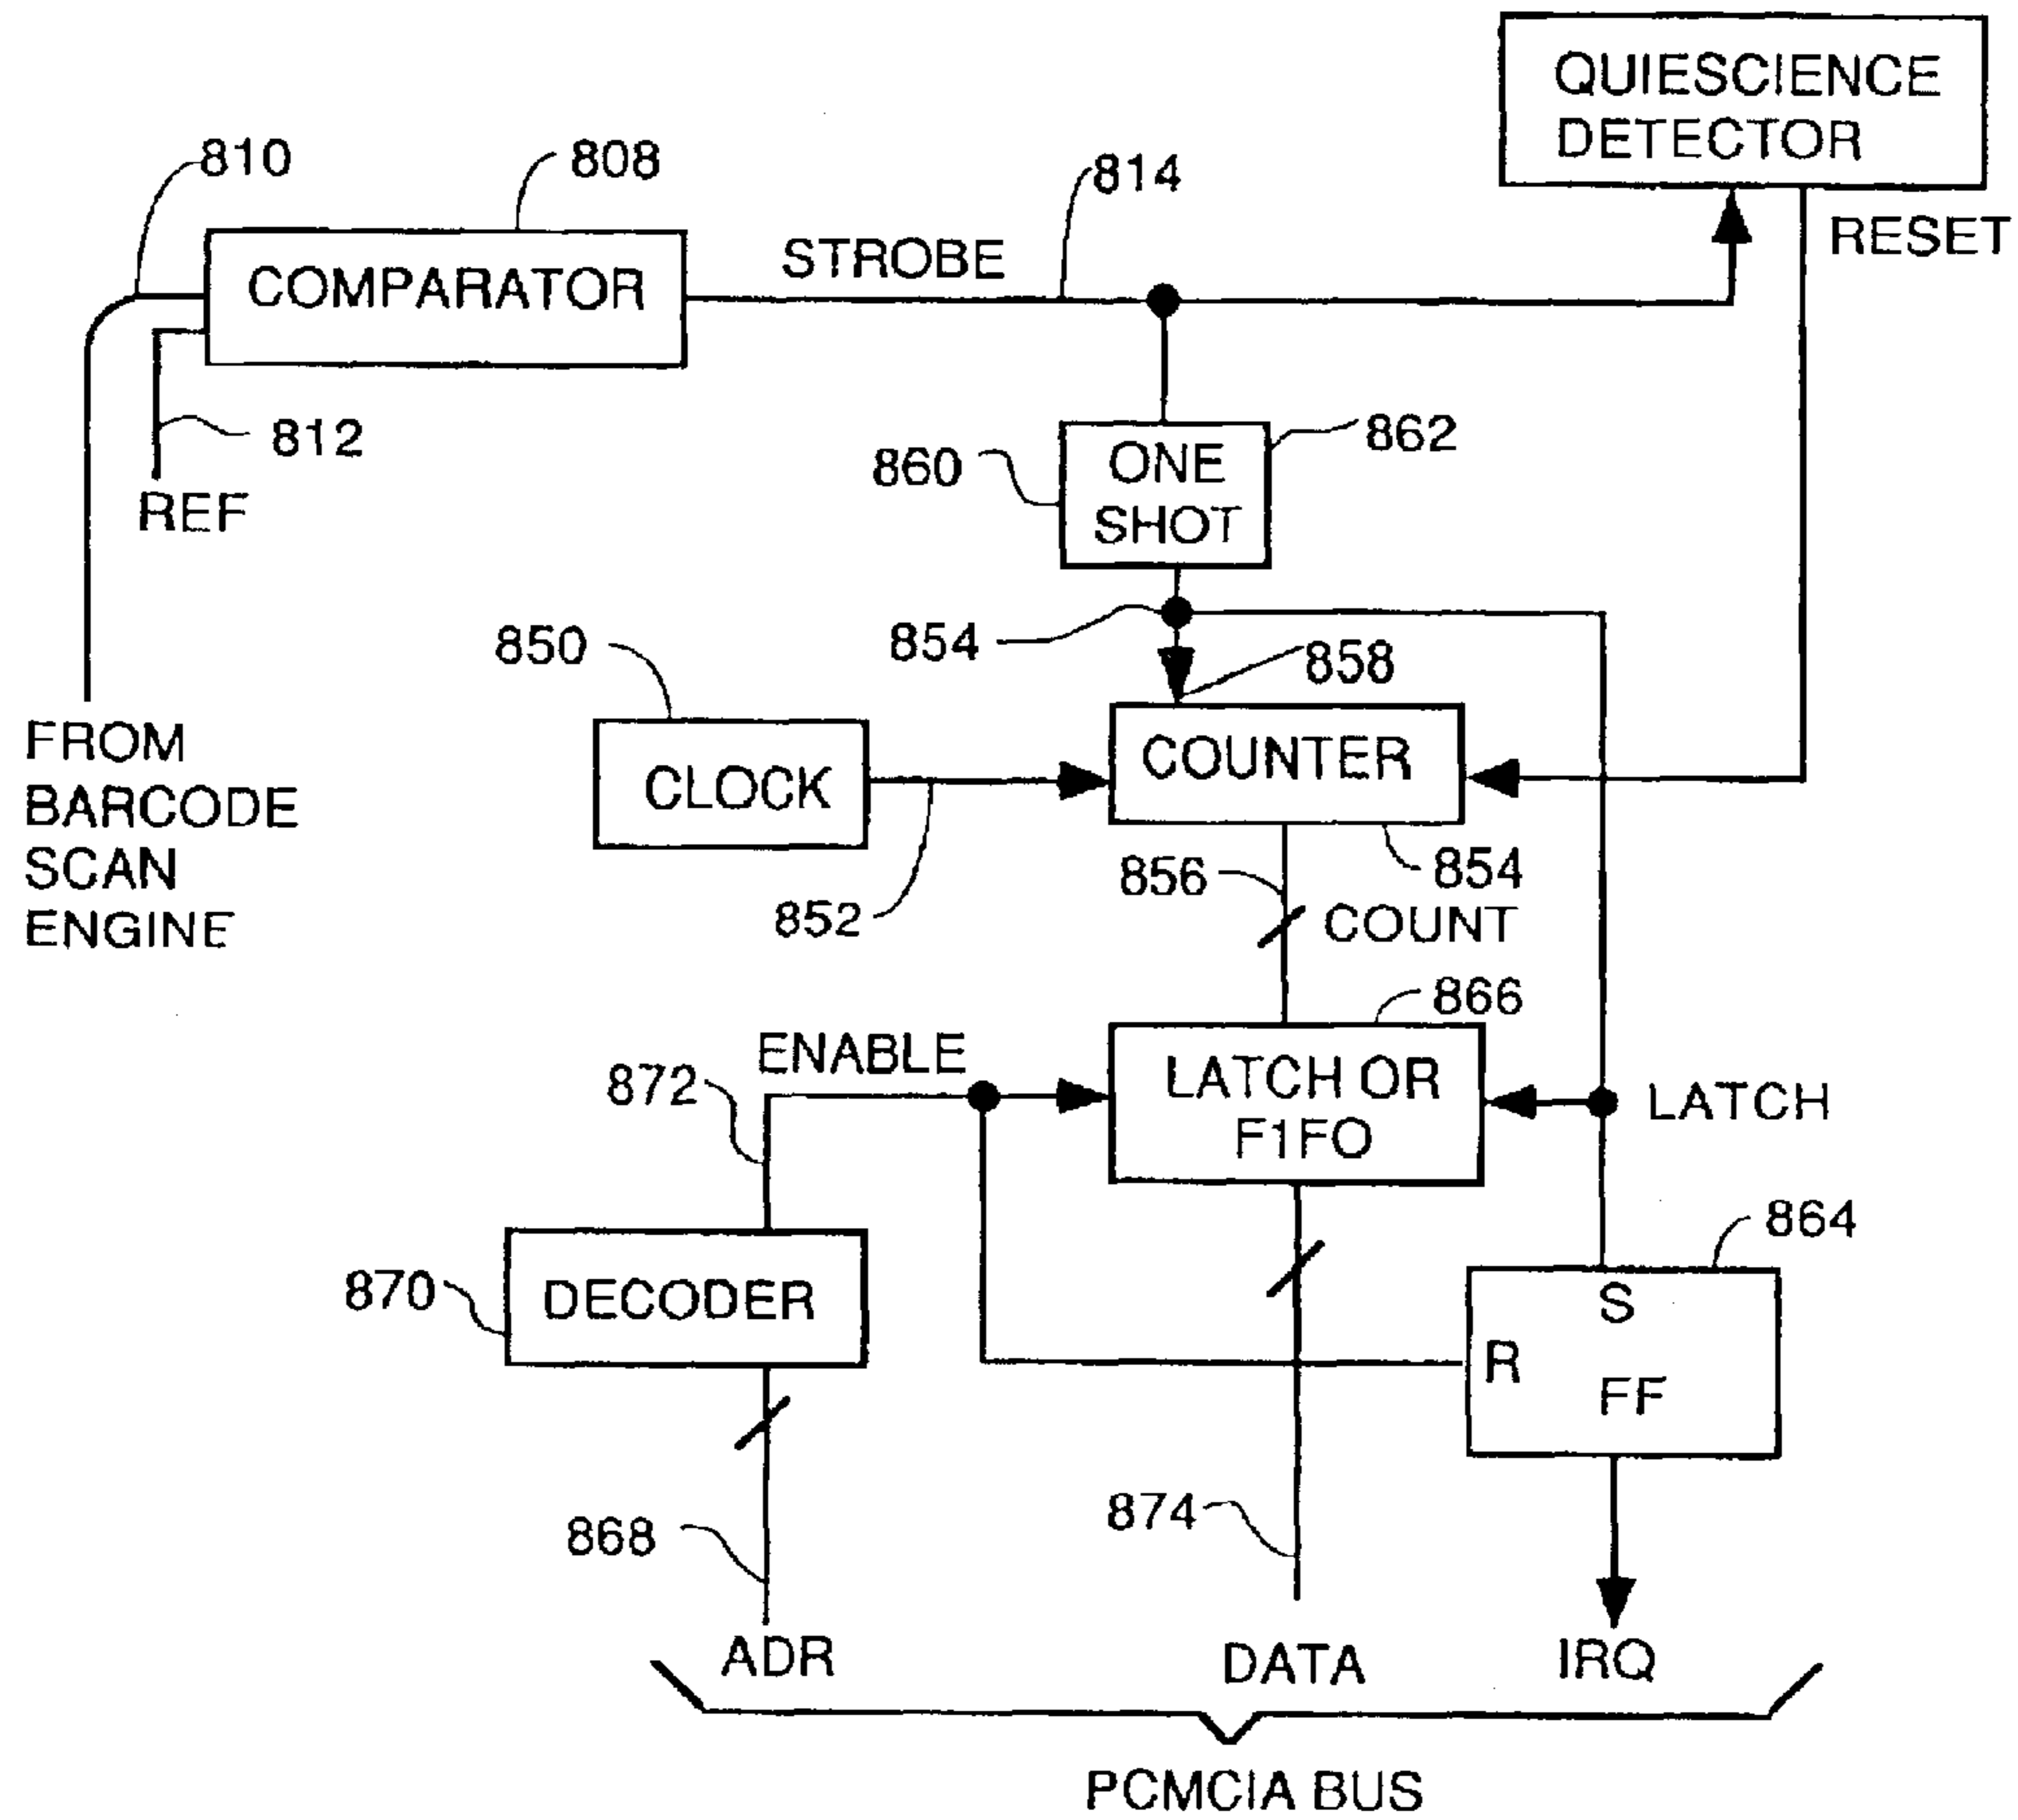 QUIESCIENCE
DETECTOR
810
808
814
RESET
COMPARATOR
STROBE
812
REF
860
ONE
SHOT
862
854
858
850
FROM
BARCODE
SCAN
ENGINE
CLOCK
COUNTER
852
856
854
COUNT
866
ENABLE
872
LATCH OR
F1FO
LATCH
864
870
DECODER
S
R
FF
868
874
ADR
DATA
IRQ
PCMCIA BUS